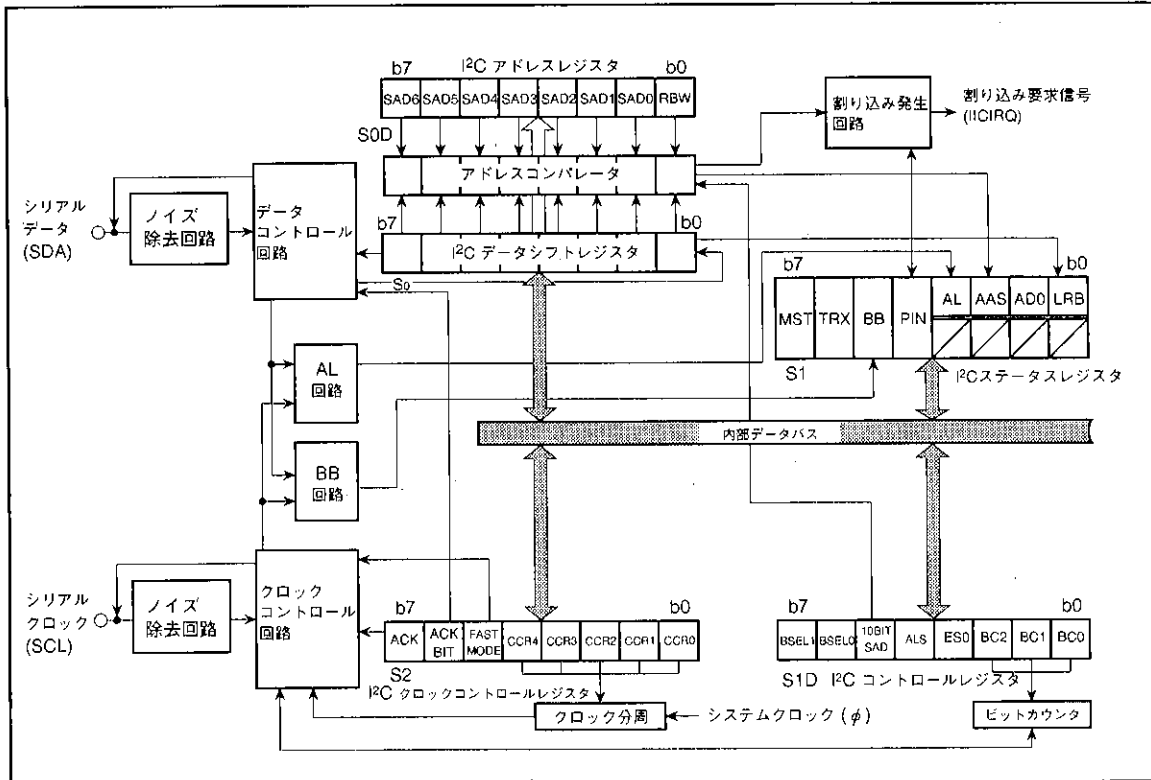 b7 I²C アドレスレジスタ b0
SAD6 SAD5 SAD4 SAD3 SAD2 SAD1 SAD0 RBW
S0D
アドレスコンパレータ
b7 b0
I²C データシフトレジスタ
S0
割り込み発生
回路
割り込み要求信号
(IICIRQ)
シリアル
データ
(SDA)
ノイズ
除去回路
データ
コントロール
回路
b7 b0
MST TRX BB PIN AL AAS AD0 LRB
S1
I²Cステータスレジスタ
AL
回路
BB
回路
内部データバス
シリアル
クロック
(SCL)
ノイズ
除去回路
クロック
コントロール
回路
b7 b0
ACK ACK BIT FAST MODE CCR4 CCR3 CCR2 CCR1 CCR0
S2
I²C クロックコントロールレジスタ
クロック分周
システムクロック (φ)
b7 b0
BSEL1 BSEL0 10BIT SAD ALS ES0 BC2 BC1 BC0
S1D I²C コントロールレジスタ
ビットカウンタ